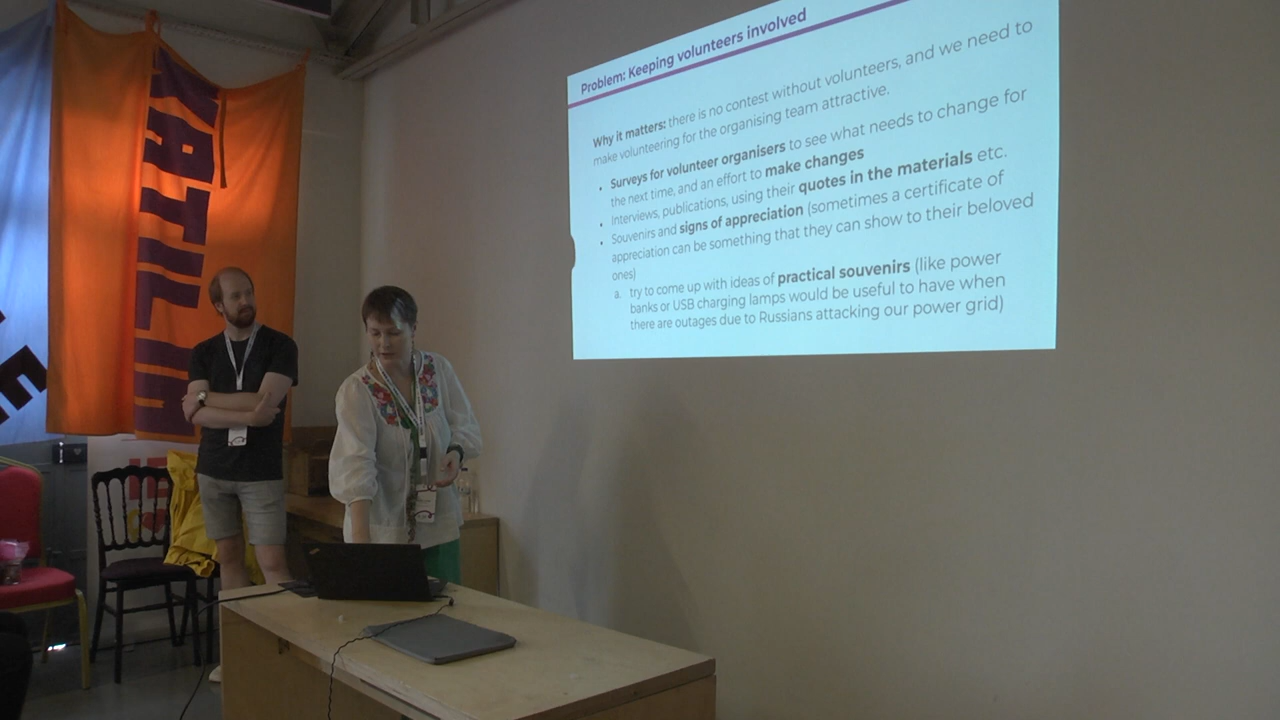 Problem: Keeping volunteers involved
Why it matters: there is no contest without volunteers, and we need to
make volunteering for the organising team attractive.
• Surveys for volunteer organisers to see what needs to change for
the next time, and an effort to make changes
• Interviews, publications, using their quotes in the materials etc.
• Souvenirs and signs of appreciation (sometimes a certificate of
appreciation can be something that they can show to their beloved
ones)
a. try to come up with ideas of practical souvenirs (like power
banks or USB charging lamps would be useful to have when
there are outages due to Russians attacking our power grid)